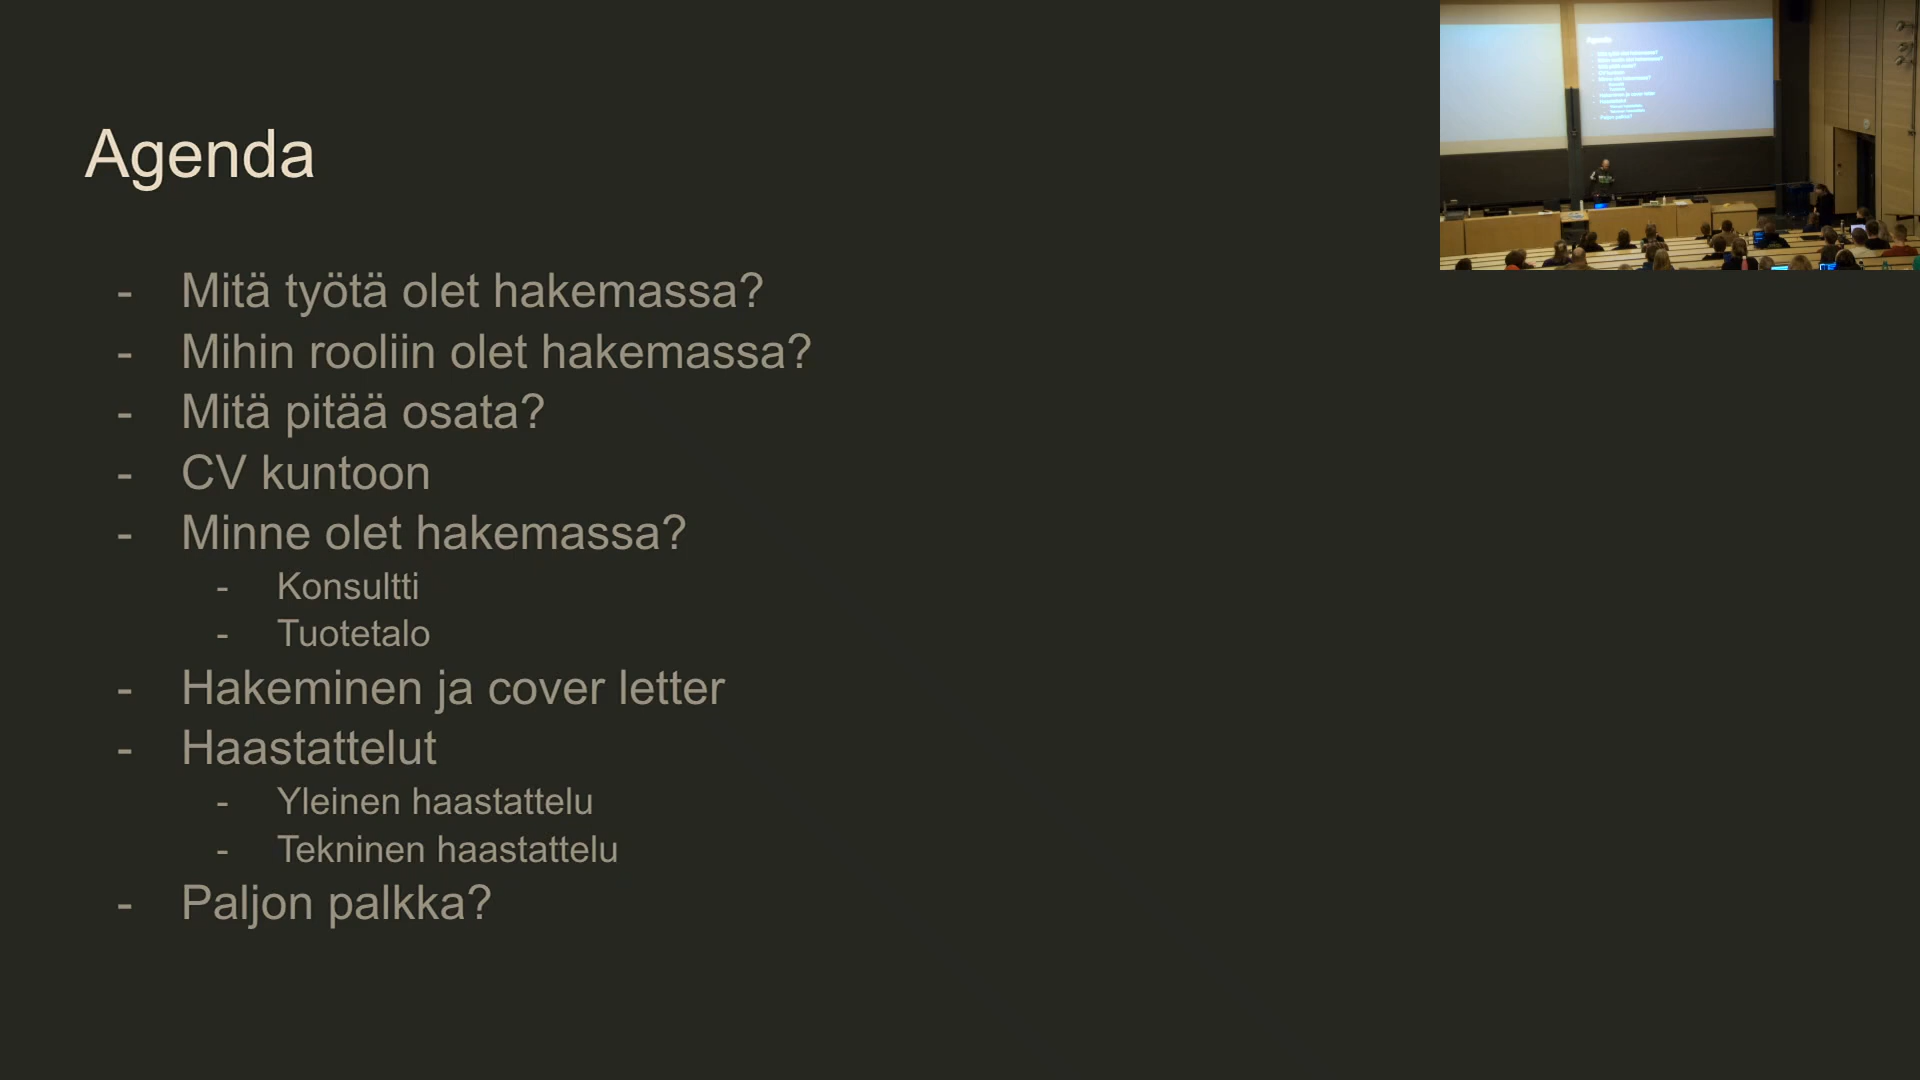 Agenda
- Mitä työtä olet hakemassa?
- Mihin rooliin olet hakemassa?
- Mitä pitää osata?
- CV kuntoon
- Minne olet hakemassa?
- Konsultti
- Tuotetalo
- Hakeminen ja cover letter
- Haastattelut
- Yleinen haastattelu
- Tekninen haastattelu
- Paljon palkka?